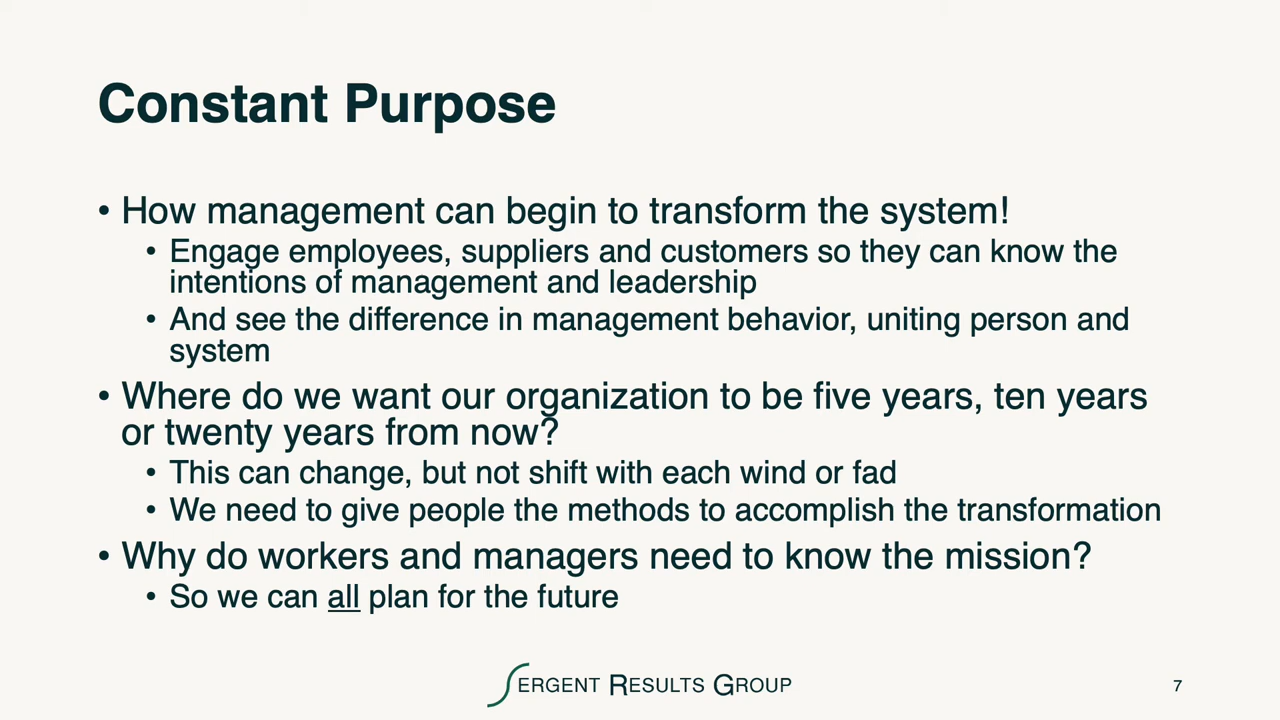 Constant Purpose
• How management can begin to transform the system!
• Engage employees, suppliers and customers so they can know the
intentions of management and leadership
• And see the difference in management behavior, uniting person and
system
• Where do we want our organization to be five years, ten years
or twenty years from now?
• This can change, but not shift with each wind or fad
• We need to give people the methods to accomplish the transformation
• Why do workers and managers need to know the mission?
• So we can all plan for the future
SERGENT RESULTS GROUP
7